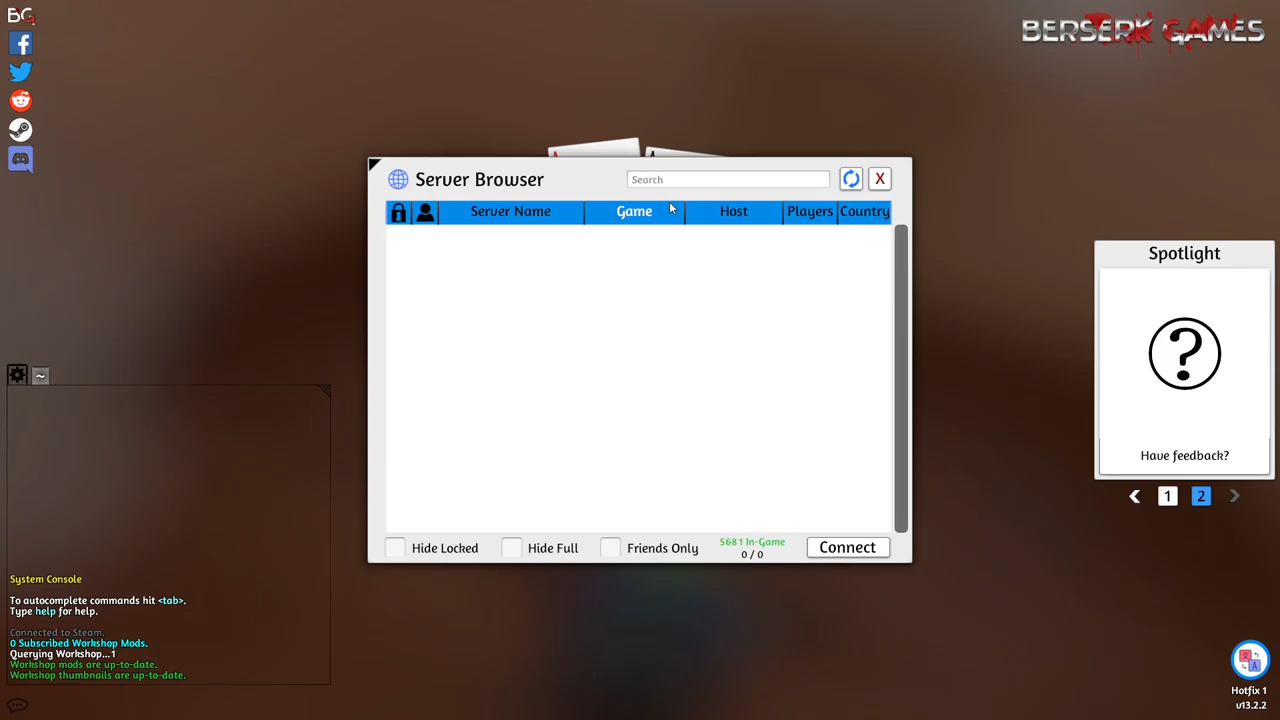 BG
BERSERK GAMES
Server Browser
Search
X
Server Name Game Host Players Country
Spotlight
?
Have feedback?
1 2
~
Hide Locked Hide Full Friends Only
5681 In-Game
0 / 0
Connect
System Console
To autocomplete commands hit <tab>.
Type help for help.
Connected to Steam.
0 Subscribed Workshop Mods.
Querying Workshop...1
Workshop mods are up-to-date.
Workshop thumbnails are up-to-date.
Hotfix 1
v13.2.2